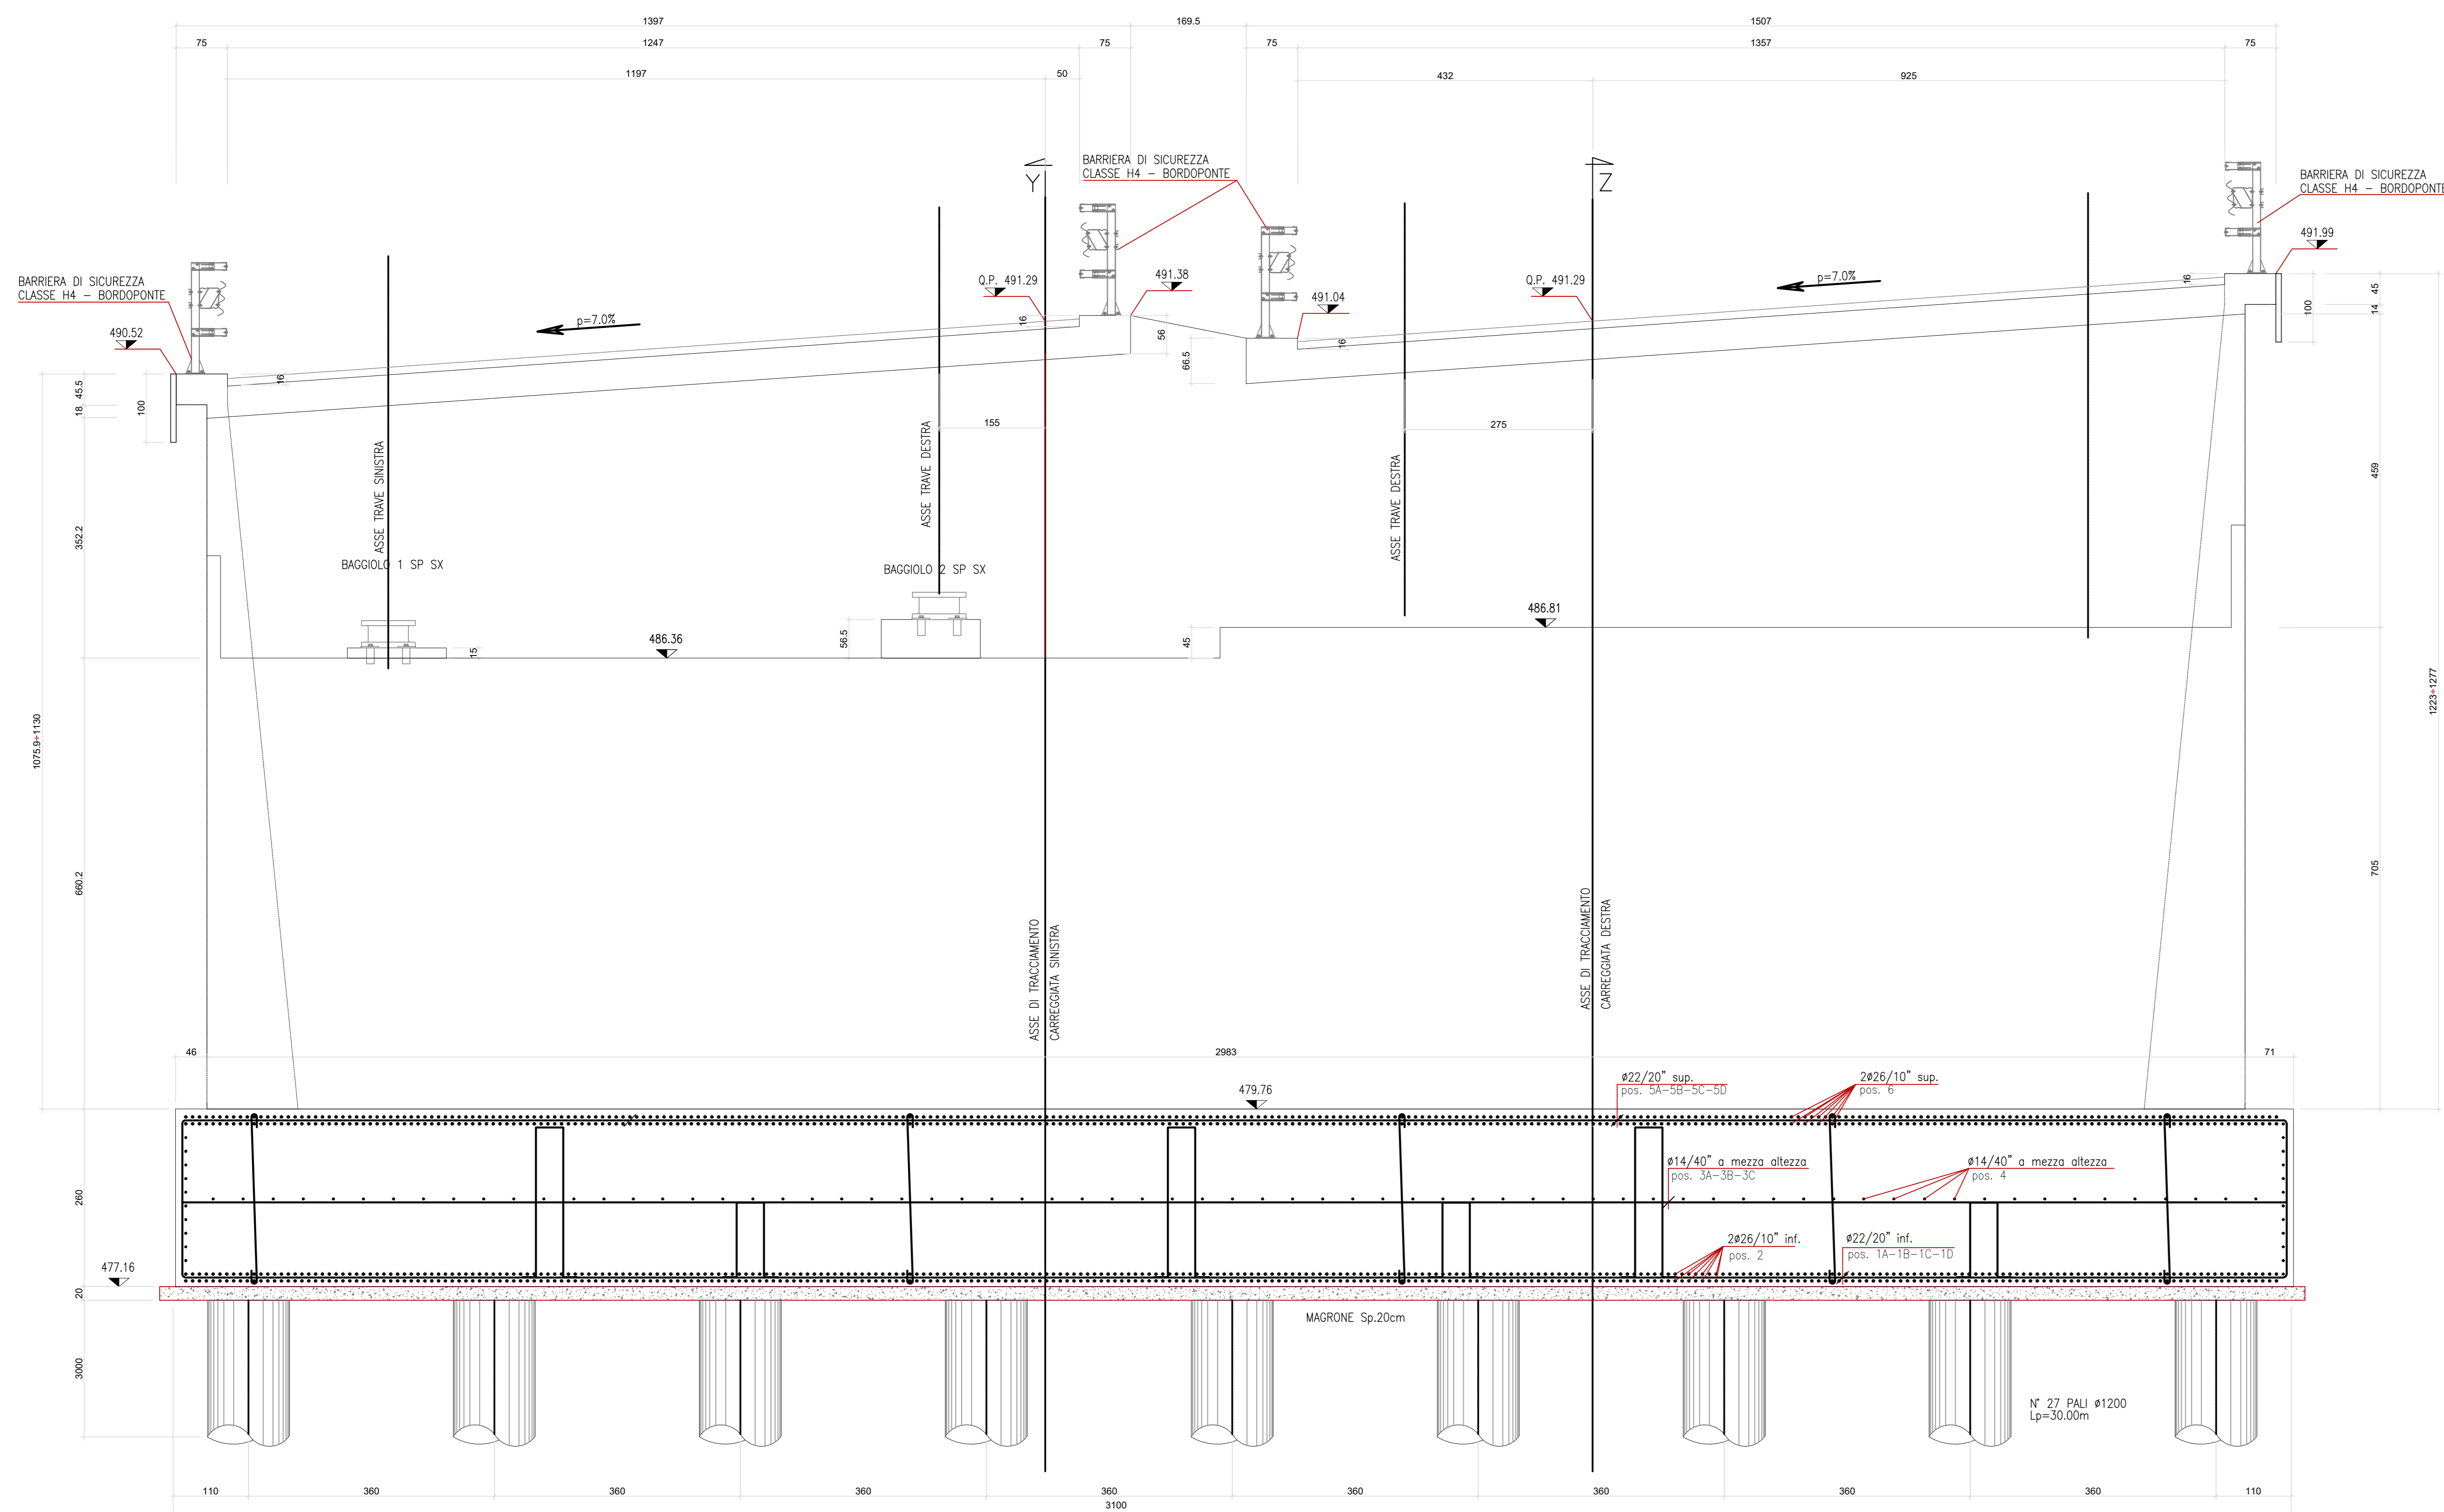 1397
169.5
1507
75
1247
75
75
1357
75
1197
50
432
925
BARRIERA DI SICUREZZA
CLASSE H4 - BORDOPONTE
Y
Z
BARRIERA DI SICUREZZA
CLASSE H4 - BORDOPONTE
491.99
BARRIERA DI SICUREZZA
CLASSE H4 - BORDOPONTE
490.52
p=7.0%
Q.P. 491.29
491.38
491.04
Q.P. 491.29
p=7.0%
16
16
16
16
56
66.5
45
14
100
45.5
18
100
155
275
ASSE TRAVE SINISTRA
ASSE TRAVE DESTRA
ASSE TRAVE DESTRA
459
352.2
BAGGIOLO 1 SP SX
BAGGIOLO 2 SP SX
486.81
486.36
15
56.5
45
1075.9÷1130
1223÷1277
660.2
705
ASSE DI TRACCIAMENTO
CARREGGIATA SINISTRA
ASSE DI TRACCIAMENTO
CARREGGIATA DESTRA
46
2983
71
479.76
ø22/20" sup.
pos. 5A-5B-5C-5D
2ø26/10" sup.
pos. 6
ø14/40" a mezza altezza
pos. 3A-3B-3C
ø14/40" a mezza altezza
pos. 4
260
2ø26/10" inf.
pos. 2
ø22/20" inf.
pos. 1A-1B-1C-1D
477.16
20
MAGRONE Sp.20cm
3000
N° 27 PALI ø1200
Lp=30.00m
110
360
360
360
360
360
360
360
360
110
3100